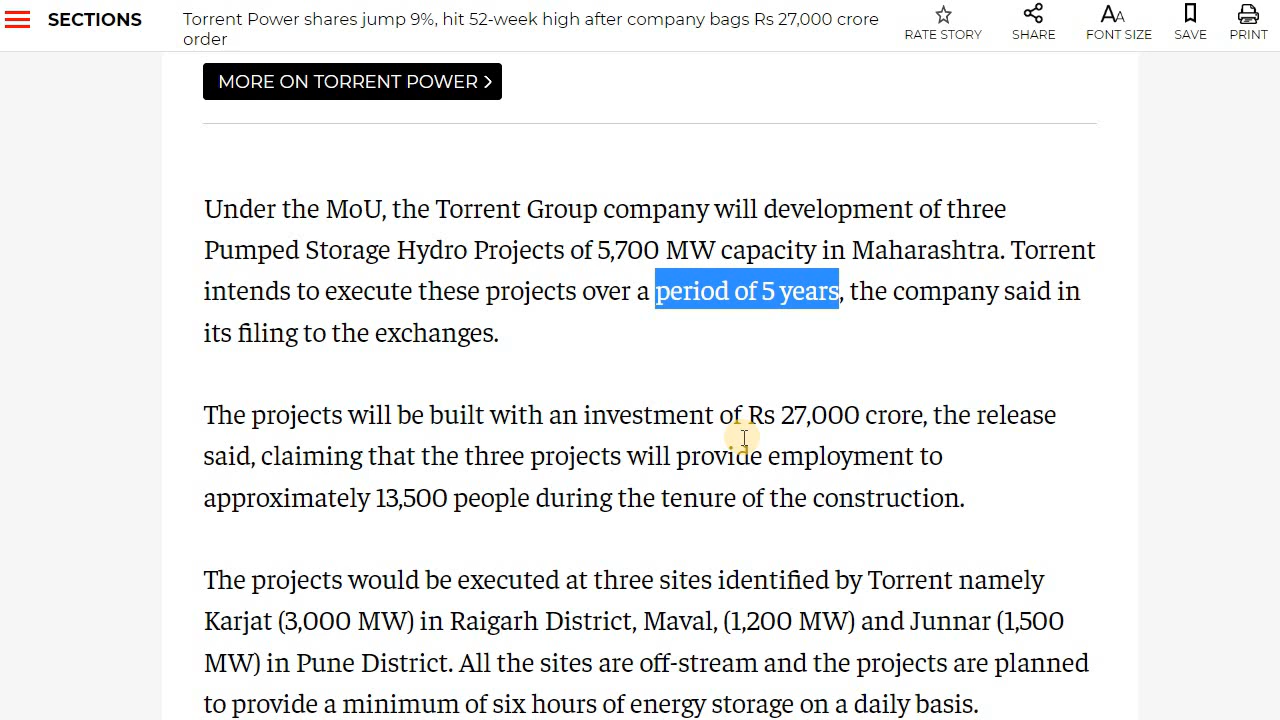 SECTIONS
Torrent Power shares jump 9%, hit 52-week high after company bags Rs 27,000 crore
order
RATE STORY
SHARE
FONT SIZE
SAVE
PRINT
MORE ON TORRENT POWER
Under the MoU, the Torrent Group company will development of three
Pumped Storage Hydro Projects of 5,700 MW capacity in Maharashtra. Torrent
intends to execute these projects over a period of 5 years, the company said in
its filing to the exchanges.
The projects will be built with an investment of Rs 27,000 crore, the release
said, claiming that the three projects will provide employment to
approximately 13,500 people during the tenure of the construction.
The projects would be executed at three sites identified by Torrent namely
Karjat (3,000 MW) in Raigarh District, Maval, (1,200 MW) and Junnar (1,500
MW) in Pune District. All the sites are off-stream and the projects are planned
to provide a minimum of six hours of energy storage on a daily basis.